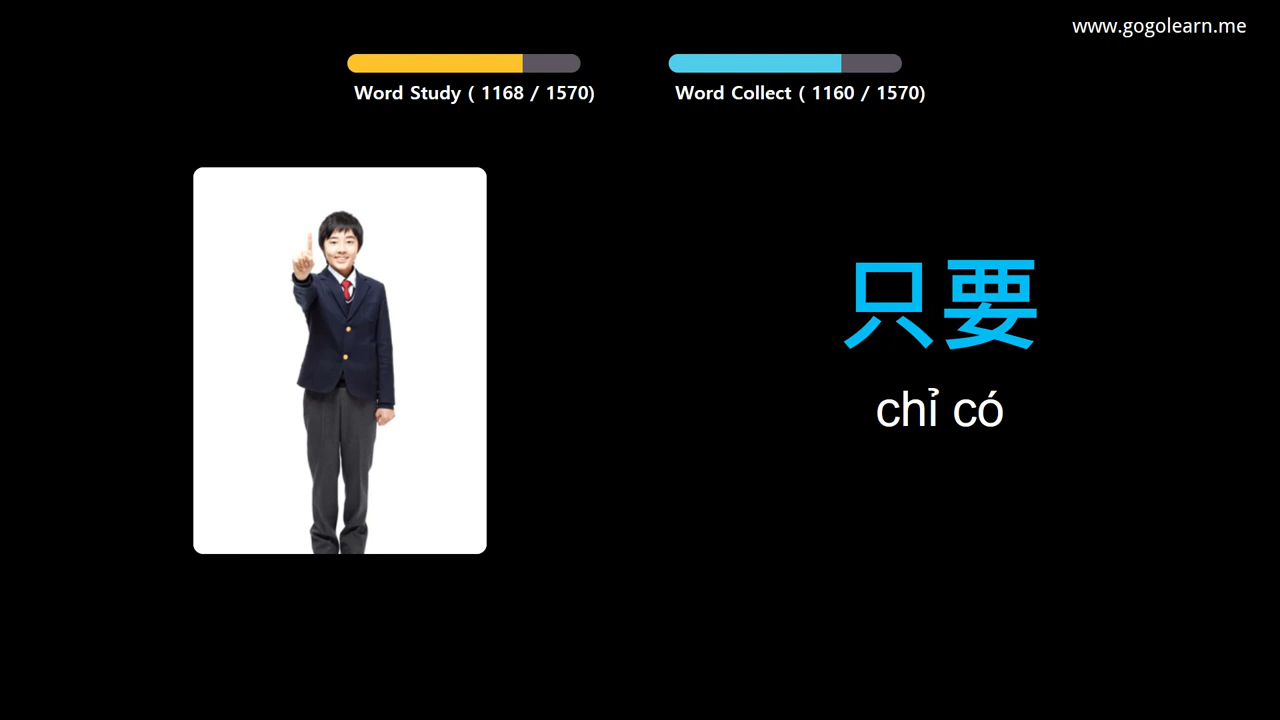 www.gogolearn.me
Word Study ( 1168 / 1570)
Word Collect ( 1160 / 1570)
只要
chỉ có